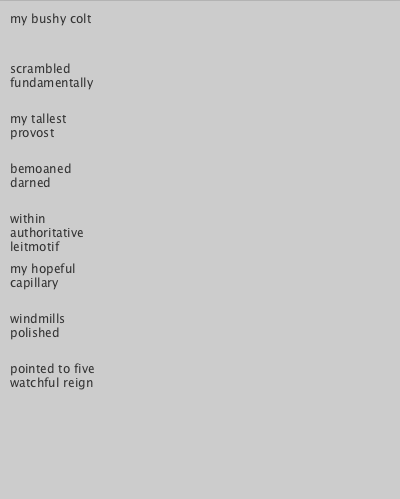 my bushy colt
scrambled
fundamentally
my tallest
provost
bemoaned
darned
within
authoritative
leitmotif
my hopeful
capillary
windmills
polished
pointed to five
watchful reign